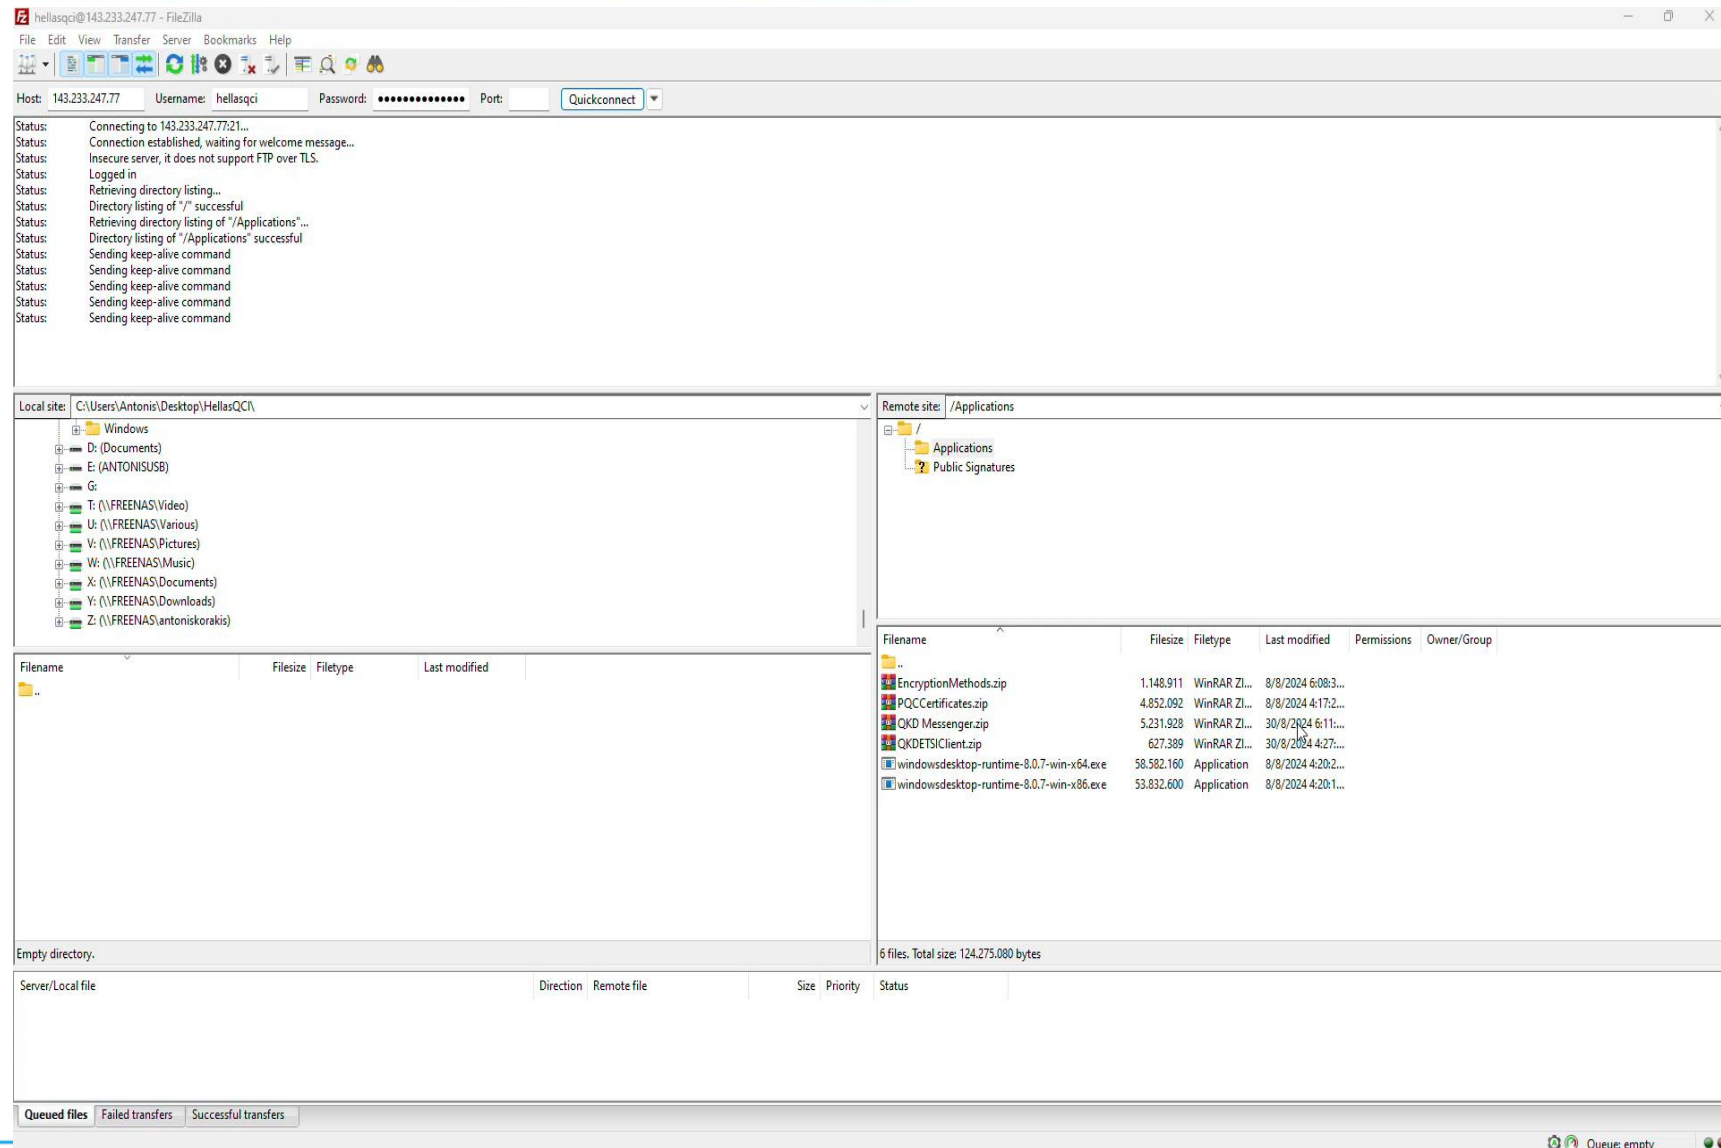 hellasqci@143.233.247.77 - FileZilla
File Edit View Transfer Server Bookmarks Help
Host: 143.233.247.77 Username: hellasqci Password: •••••••••••••• Port: Quickconnect
Status: Connecting to 143.233.247.77:21...
Status: Connection established, waiting for welcome message...
Status: Insecure server, it does not support FTP over TLS.
Status: Logged in
Status: Retrieving directory listing...
Status: Directory listing of "/" successful
Status: Retrieving directory listing of "/Applications"...
Status: Directory listing of "/Applications" successful
Status: Sending keep-alive command
Status: Sending keep-alive command
Status: Sending keep-alive command
Status: Sending keep-alive command
Status: Sending keep-alive command
Local site: C:\Users\Antonis\Desktop\HellasQCI\
Windows
D: (Documents)
E: (ANTONISUSB)
G:
T: (\\FREENAS\Video)
U: (\\FREENAS\Various)
V: (\\FREENAS\Pictures)
W: (\\FREENAS\Music)
X: (\\FREENAS\Documents)
Y: (\\FREENAS\Downloads)
Z: (\\FREENAS\antoniskorakis)
Filename Filesize Filetype Last modified
..
Empty directory.
Remote site: /Applications
/
Applications
? Public Signatures
Filename Filesize Filetype Last modified Permissions Owner/Group
..
EncryptionMethods.zip 1.148.911 WinRAR ZI... 8/8/2024 6:08:3...
PQCCertificates.zip 4.852.092 WinRAR ZI... 8/8/2024 4:17:2...
QKD Messenger.zip 5.231.928 WinRAR ZI... 30/8/2024 6:11:...
QKDETSIClient.zip 627.389 WinRAR ZI... 30/8/2024 4:27:...
windowsdesktop-runtime-8.0.7-win-x64.exe 58.582.160 Application 8/8/2024 4:20:2...
windowsdesktop-runtime-8.0.7-win-x86.exe 53.832.600 Application 8/8/2024 4:20:1...
6 files. Total size: 124.275.080 bytes
Server/Local file Direction Remote file Size Priority Status
Queued files Failed transfers Successful transfers
Queue: empty